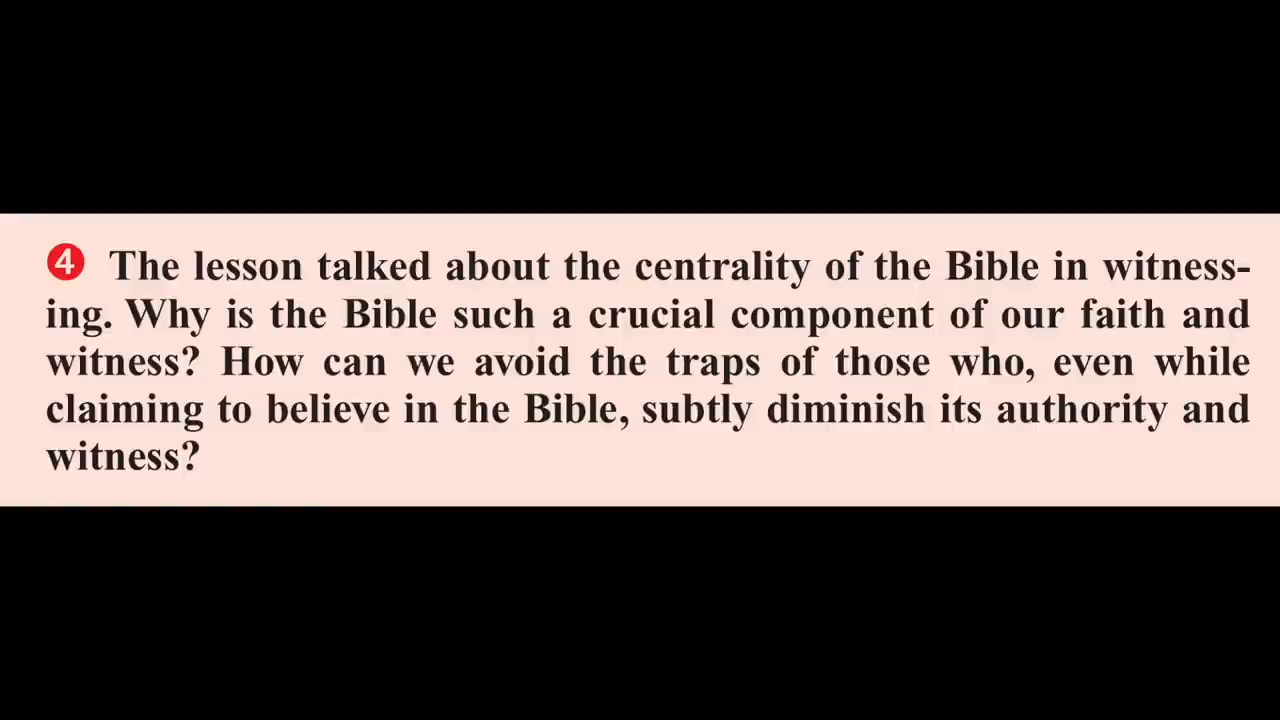 4 The lesson talked about the centrality of the Bible in witness-
ing. Why is the Bible such a crucial component of our faith and
witness? How can we avoid the traps of those who, even while
claiming to believe in the Bible, subtly diminish its authority and
witness?